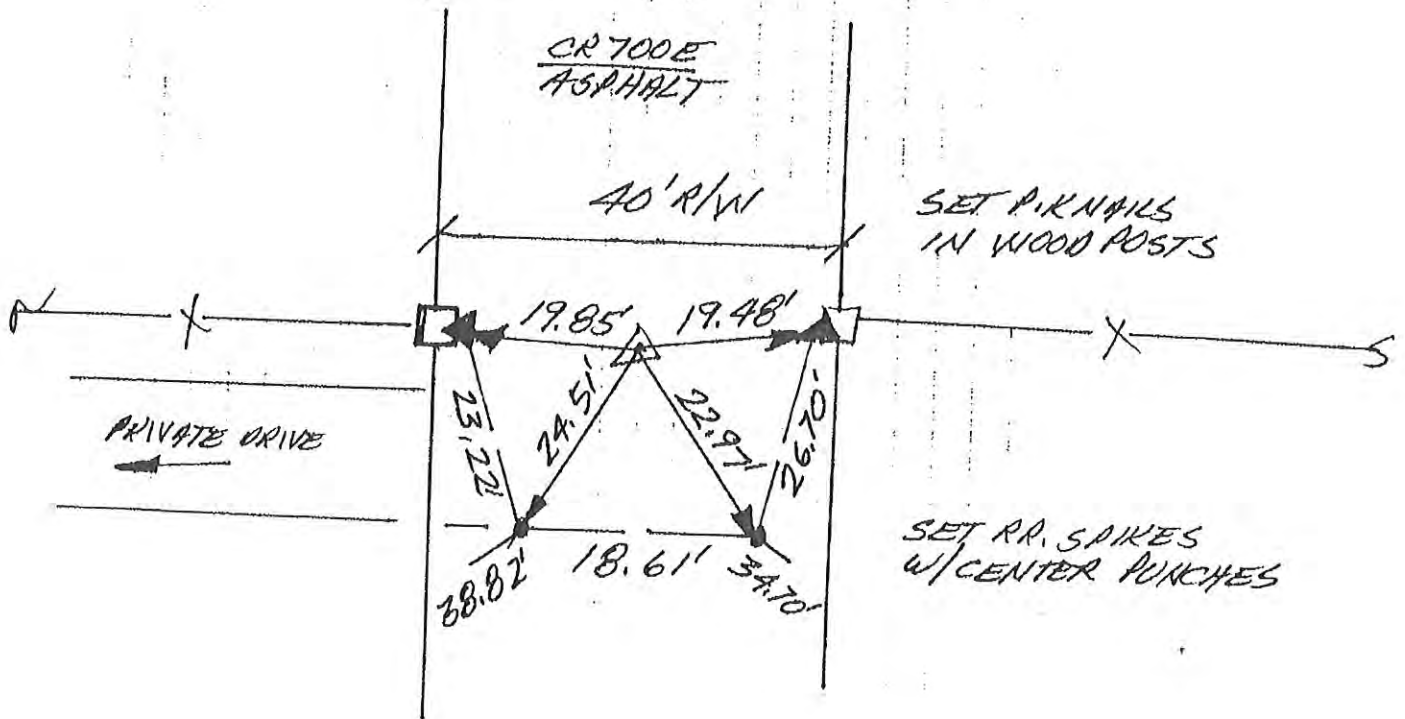 CR 700E
ASPHALT
40' R/W
SET P.K NAILS
IN WOOD POSTS
19.85' 19.48'
23.22' 24.51' 22.97' 26.70'
PRIVATE DRIVE
38.82' 18.61' 34.70'
SET RR. SPIKES
W/CENTER PUNCHES